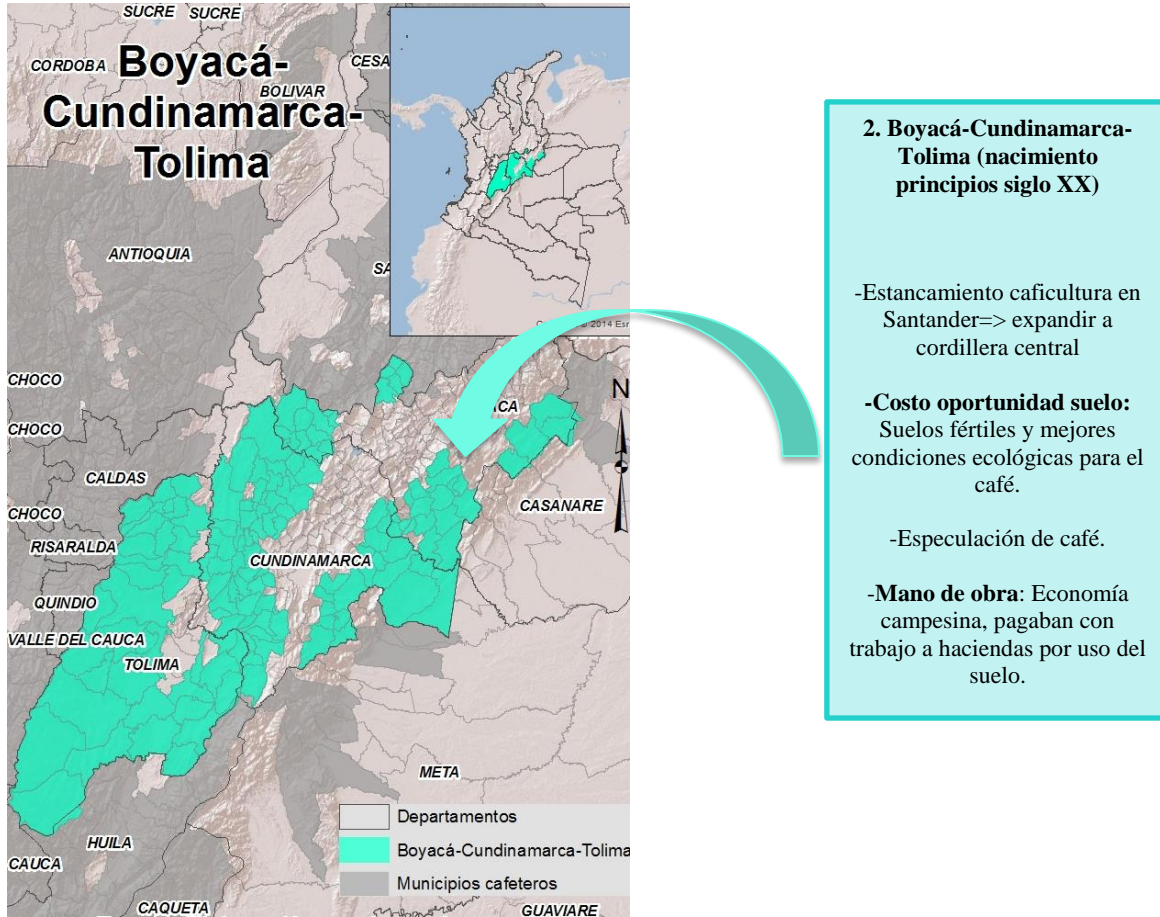 SUCRE SUCRE
Boyacá-
Cundinamarca-
Tolima
CORDOBA
BOLIVAR
CESA
ANTIOQUIA
SA
2014 Esr
CHOCO
CHOCO
CALDAS
CHOCO
RISARALDA
QUINDIO
VALLE DEL CAUCA
TOLIMA
CUNDINAMARCA
ACA
N
CASANARE
META
HUILA
CAUCA
CAQUETA
GUAVIARE
Departamentos
Boyacá-Cundinamarca-Tolima
Municipios cafeteros
2. Boyacá-Cundinamarca-
Tolima (nacimiento
principios siglo XX)
-Estancamiento caficultura en
Santander=> expandir a
cordillera central
-Costo oportunidad suelo:
Suelos fértiles y mejores
condiciones ecológicas para el
café.
-Especulación de café.
-Mano de obra: Economía
campesina, pagaban con
trabajo a haciendas por uso del
suelo.